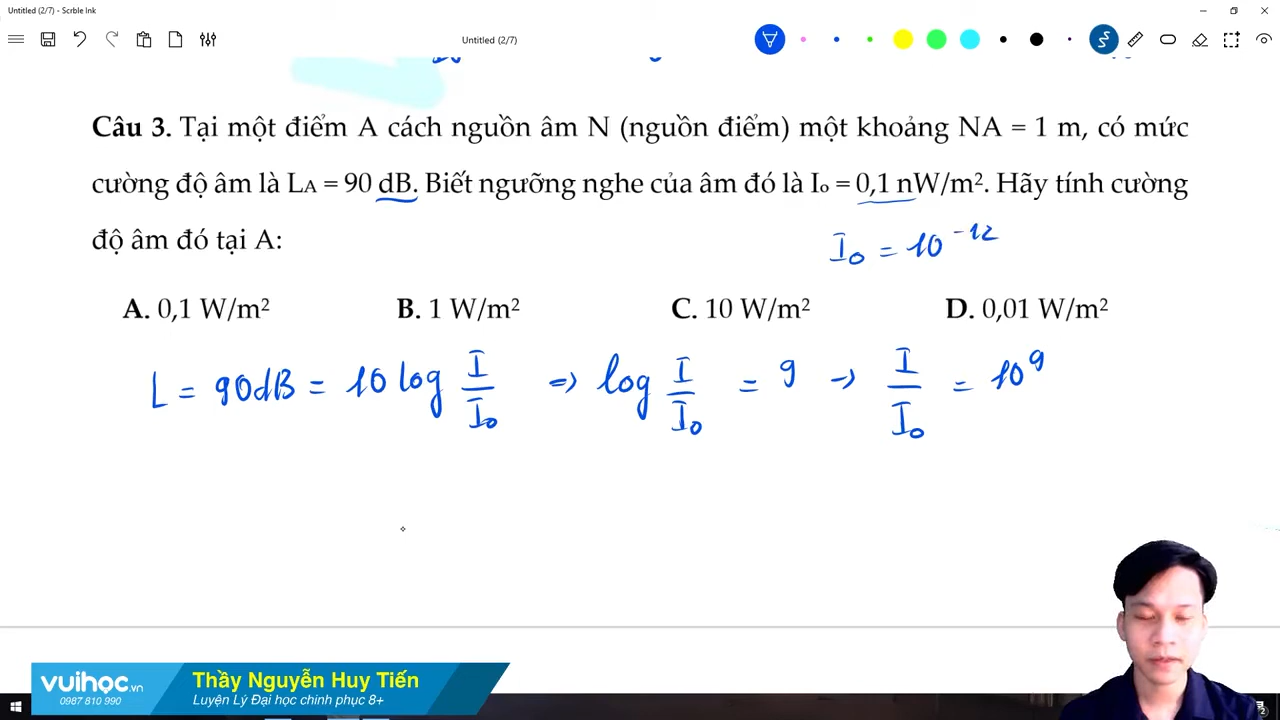 Untitled (2/7) - Scrble Ink
Untitled (2/7)
Câu 3. Tại một điểm A cách nguồn âm N (nguồn điểm) một khoảng NA = 1 m, có mức
cường độ âm là LA = 90 dB. Biết ngưỡng nghe của âm đó là Io = 0,1 nW/m². Hãy tính cường
độ âm đó tại A:
I₀ = 10⁻¹²
A. 0,1 W/m² B. 1 W/m² C. 10 W/m² D. 0,01 W/m²
L = 90dB = 10 log I/I₀ => log I/I₀ = 9 -> I/I₀ = 10⁹
vuihọc.vn
0987 810 990
Thầy Nguyễn Huy Tiến
Luyện Lý Đại học chinh phục 8+